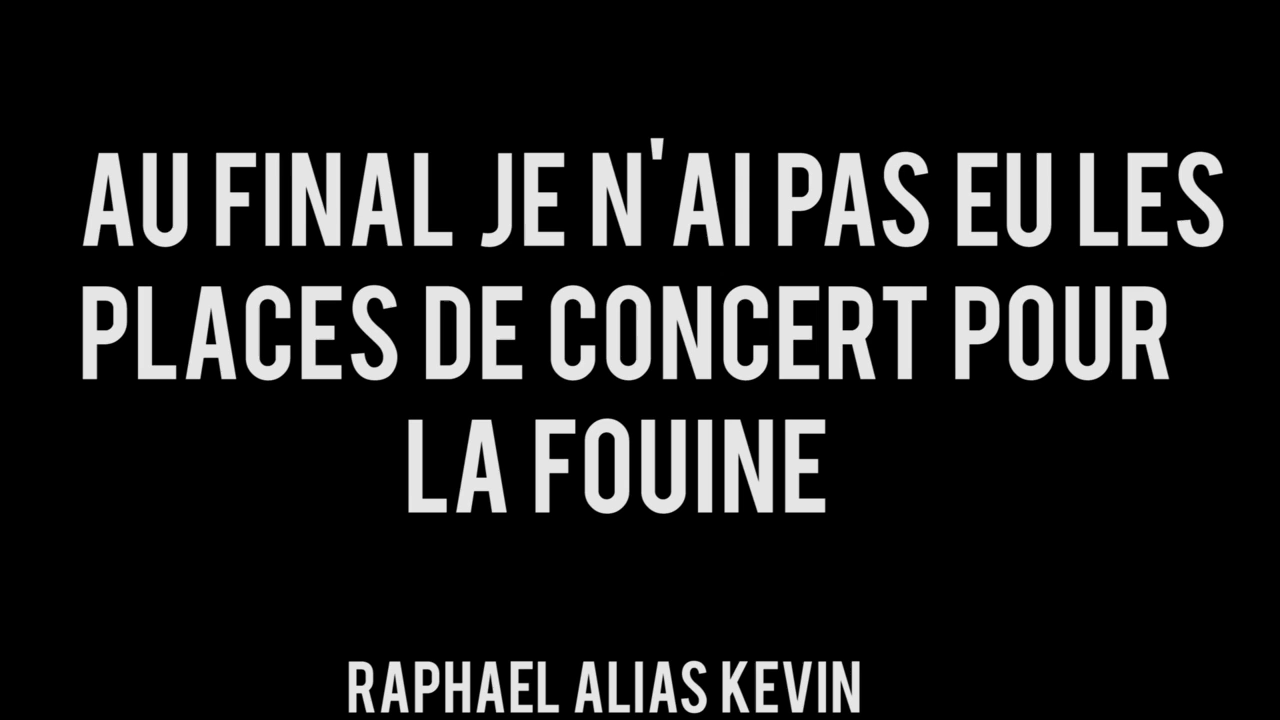 AU FINAL JE N'AI PAS EU LES
PLACES DE CONCERT POUR
LA FOUINE
RAPHAEL ALIAS KEVIN